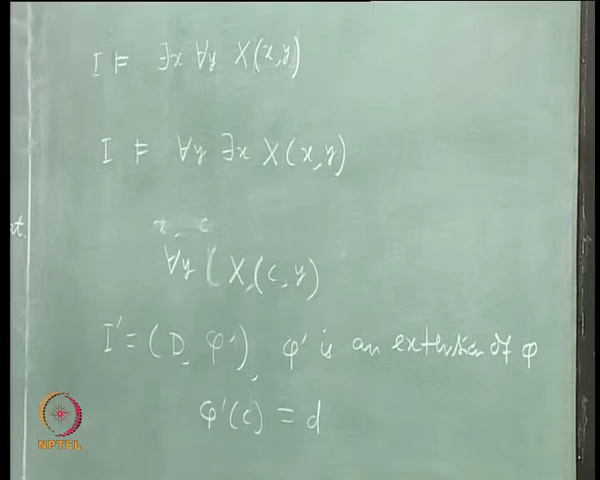 I ⊨ ∃x ∀y X(x,y)
I ⊨ ∀y ∃x X(x,y)
x c
t.
∀y ( X(c,y)
I' = (D, φ'), φ' is an extension of φ
φ'(c) = d
NPTEL